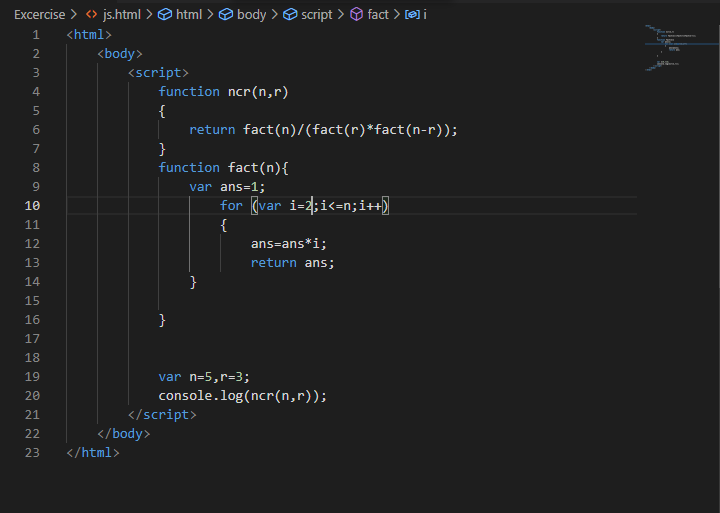 Excercise > <> js.html > html > body > script > fact > i
1 <html>
2 <body>
3 <script>
4 function ncr(n,r)
5 {
6 return fact(n)/(fact(r)*fact(n-r));
7 }
8 function fact(n){
9 var ans=1;
10 for (var i=2;i<=n;i++)
11 {
12 ans=ans*i;
13 return ans;
14 }
15
16 }
17
18
19 var n=5,r=3;
20 console.log(ncr(n,r));
21 </script>
22 </body>
23 </html>